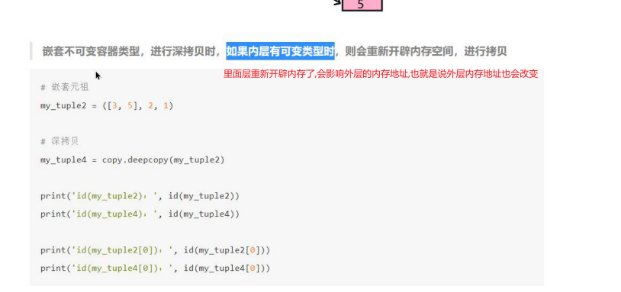 5
嵌套不可变容器类型，进行深拷贝时，如果内层有可变类型时，则会重新开辟内存空间，进行拷贝
里面层重新开辟内存了,会影响外层的内存地址,也就是说外层内存地址也会改变
# 嵌套元祖
my_tuple2 = ([3, 5], 2, 1)
# 深拷贝
my_tuple4 = copy.deepcopy(my_tuple2)
print('id(my_tuple2)：', id(my_tuple2))
print('id(my_tuple4)：', id(my_tuple4))
print('id(my_tuple2[0])：', id(my_tuple2[0]))
print('id(my_tuple4[0])：', id(my_tuple4[0]))